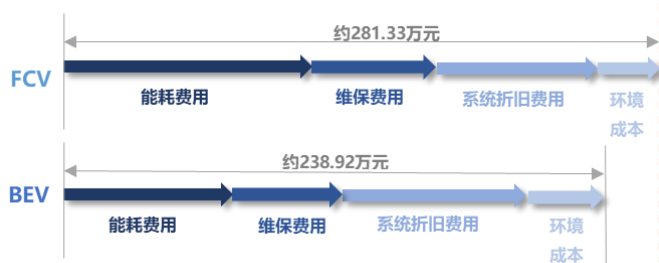 约281.33万元
FCV
能耗费用 维保费用 系统折旧费用 环境
成本
约238.92万元
BEV
能耗费用 维保费用 系统折旧费用 环境
成本